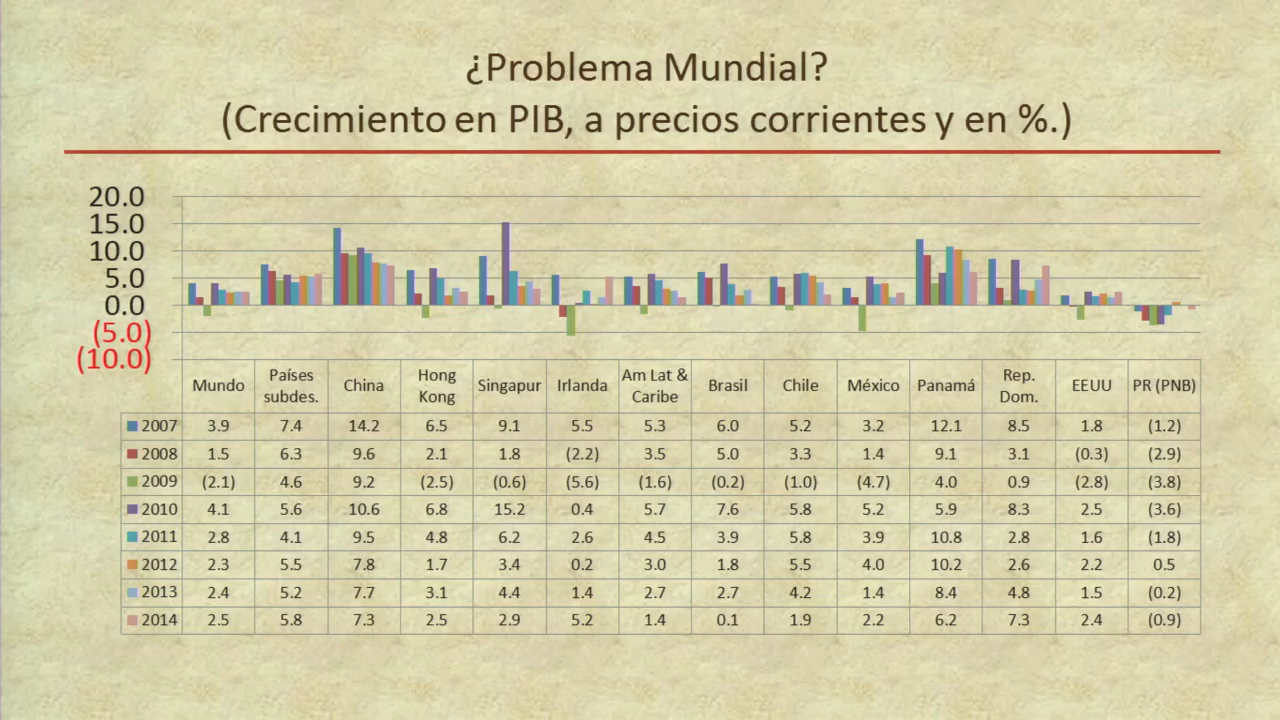 ¿Problema Mundial?
(Crecimiento en PIB, a precios corrientes y en %.)
20.0
15.0
10.0
5.0
0.0
(5.0)
(10.0)
Mundo Países subdes. China Hong Kong Singapur Irlanda Am Lat & Caribe Brasil Chile México Panamá Rep. Dom. EEUU PR (PNB)
2007 3.9 7.4 14.2 6.5 9.1 5.5 5.3 6.0 5.2 3.2 12.1 8.5 1.8 (1.2)
2008 1.5 6.3 9.6 2.1 1.8 (2.2) 3.5 5.0 3.3 1.4 9.1 3.1 (0.3) (2.9)
2009 (2.1) 4.6 9.2 (2.5) (0.6) (5.6) (1.6) (0.2) (1.0) (4.7) 4.0 0.9 (2.8) (3.8)
2010 4.1 5.6 10.6 6.8 15.2 0.4 5.7 7.6 5.8 5.2 5.9 8.3 2.5 (3.6)
2011 2.8 4.1 9.5 4.8 6.2 2.6 4.5 3.9 5.8 3.9 10.8 2.8 1.6 (1.8)
2012 2.3 5.5 7.8 1.7 3.4 0.2 3.0 1.8 5.5 4.0 10.2 2.6 2.2 0.5
2013 2.4 5.2 7.7 3.1 4.4 1.4 2.7 2.7 4.2 1.4 8.4 4.8 1.5 (0.2)
2014 2.5 5.8 7.3 2.5 2.9 5.2 1.4 0.1 1.9 2.2 6.2 7.3 2.4 (0.9)